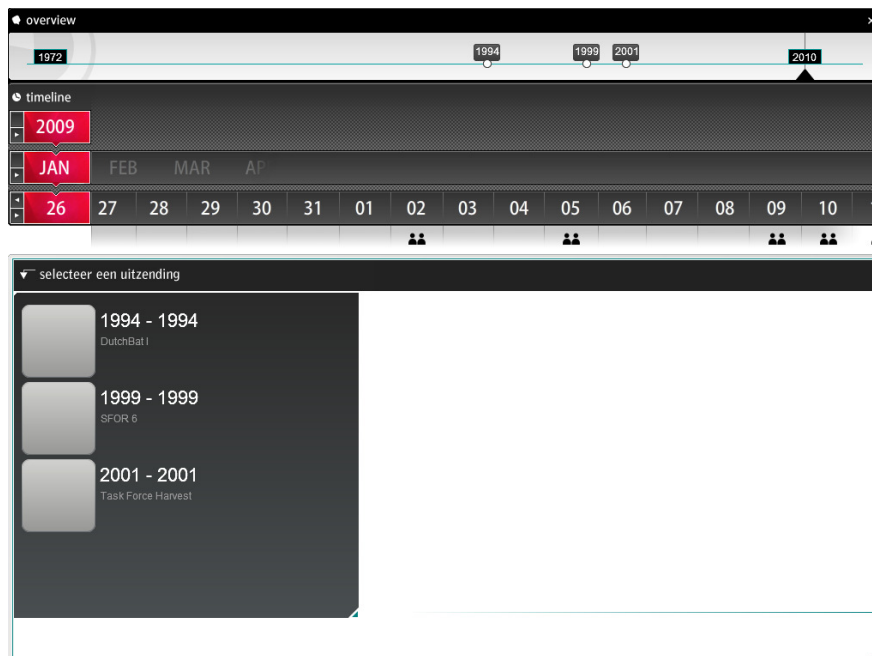 overview
1972 1994 1999 2001 2010
timeline
2009
JAN FEB MAR
26 27 28 29 30 31 01 02 03 04 05 06 07 08 09 10
selecteer een uitzending
1994 - 1994
DutchBat I
1999 - 1999
SFOR 6
2001 - 2001
Task Force Harvest